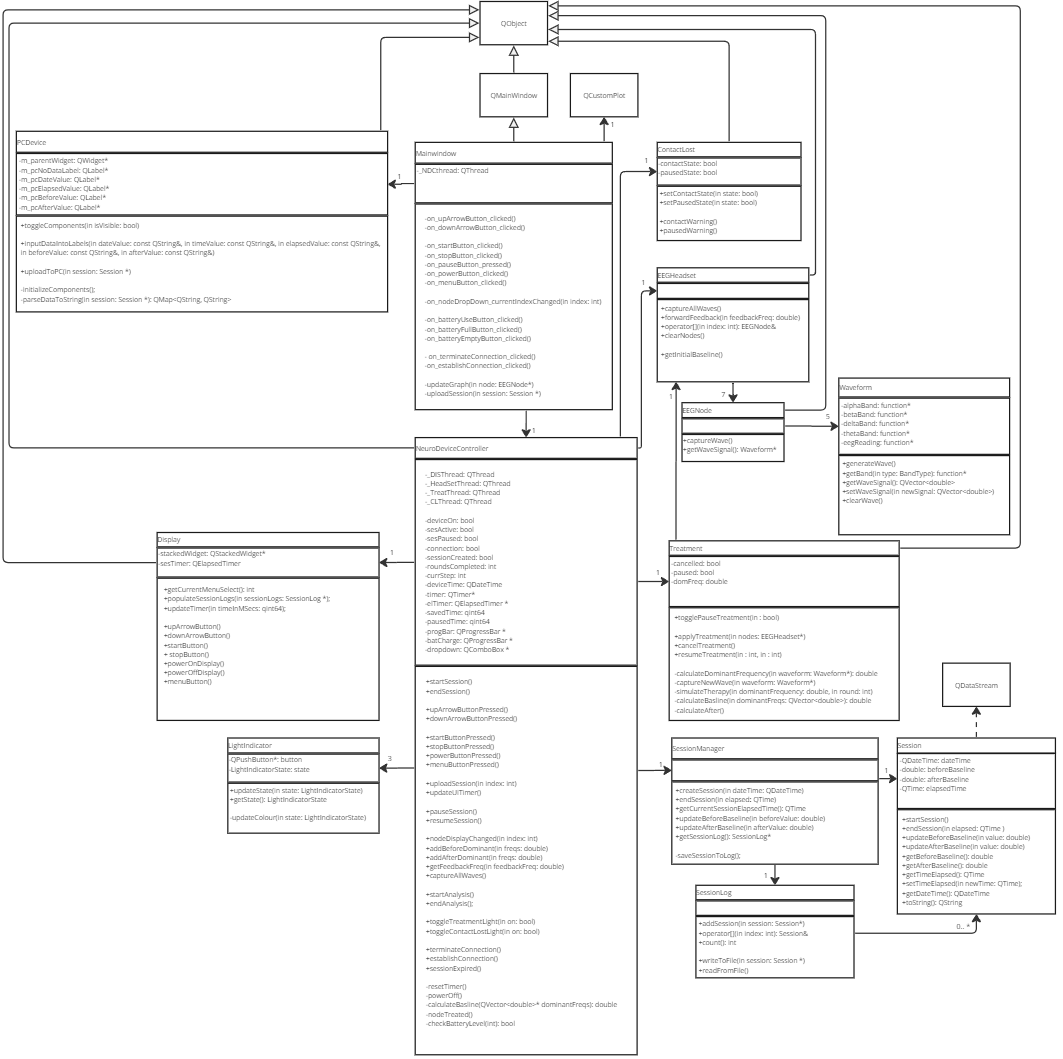 QObject
QMainWindow
QCustomPlot
1
PCDevice
-m_parentWidget: QWidget*
-m_pcNoDataLabel: QLabel*
-m_pcDateValue: QLabel*
-m_pcElapsedValue: QLabel*
-m_pcBeforeValue: QLabel*
-m_pcAfterValue: QLabel*
+toggleComponents(in isVisible: bool)
+inputDataIntoLabels(in dateValue: const QString&, in timeValue: const QString&, in elapsedValue: const QString&,
in beforeValue: const QString&, in afterValue: const QString&)
+uploadToPC(in session: Session *)
-initializeComponents();
-parseDataToString(in session: Session *): QMap<QString, QString>
1
Mainwindow
-_NDCthread: QThread
-on_upArrowButton_clicked()
-on_downArrowButton_clicked()
-on_startButton_clicked()
-on_stopButton_clicked()
-on_pauseButton_pressed()
-on_powerButton_clicked()
-on_menuButton_clicked()
-on_nodeDropDown_currentIndexChanged(in index: int)
-on_batteryUseButton_clicked()
-on_batteryFullButton_clicked()
-on_batteryEmptyButton_clicked()
- on_terminateConnection_clicked()
-on_establishConnection_clicked()
-updateGraph(in node: EEGNode*)
-uploadSession(in session: Session *)
1
1
ContactLost
-contactState: bool
-pausedState: bool
+setContactState(in state: bool)
+setPausedState(in state: bool)
+contactWarning()
+pausedWarning()
1
EEGHeadset
+captureAllWaves()
+forwardFeedback(in feedbackFreq: double)
+operator[](in index: int): EEGNode&
+clearNodes()
+getInitialBaseline()
1
7
EEGNode
+captureWave()
+getWaveSignal(): Waveform*
5
Waveform
-alphaBand: function*
-betaBand: function*
-deltaBand: function*
-thetaBand: function*
-eegReading: function*
+generateWave()
+getBand(in type: BandType): function*
+getWaveSignal(): QVector<double>
+setWaveSignal(in newSignal: QVector<double>)
+clearWave()
NeuroDeviceController
-_DISThread: QThread
-_HeadSetThread: QThread
-_TreatThread: QThread
-_CLThread: QThread
-deviceOn: bool
-sesActive: bool
-sesPaused: bool
-connection: bool
-sessionCreated: bool
-roundsCompleted: int
-currStep: int
-deviceTime: QDateTime
-timer: QTimer*
-elTimer: QElapsedTimer *
-savedTime: qint64
-pausedTime: qint64
-progBar: QProgressBar *
-batCharge: QProgressBar *
-dropdown: QComboBox *
+startSession()
+endSession()
+upArrowButtonPressed()
+downArrowButtonPressed()
+startButtonPressed()
+stopButtonPressed()
+powerButtonPressed()
+menuButtonPressed()
+uploadSession(in index: int)
+updateUITimer()
+pauseSession()
+resumeSession()
+nodeDisplayChanged(in index: int)
+addBeforeDominant(in freqs: double)
+addAfterDominant(in freqs: double)
+getFeedbackFreq(in feedbackFreq: double)
+captureAllWaves()
+startAnalysis()
+endAnalysis();
+toggleTreatmentLight(in on: bool)
+toggleContactLostLight(in on: bool)
+terminateConnection()
+establishConnection()
+sessionExpired()
-resetTimer()
-powerOff()
-calculateBasline(QVector<double>* dominantFreqs): double
-nodeTreated()
-checkBatteryLevel(int): bool
Display
-stackedWidget: QStackedWidget*
-sesTimer: QElapsedTimer
+getCurrentMenuSelect(): int
+populateSessionLogs(in sessionLogs: SessionLog *);
+updateTimer(in timeInMSecs: qint64);
+upArrowButton()
+downArrowButton()
+startButton()
+ stopButton()
+powerOnDisplay()
+powerOffDisplay()
+menuButton()
1
LightIndicator
-QPushButton*: button
-LightIndicatorState: state
+updateState(in state: LightIndicatorState)
+getState(): LightIndicatorState
-updateColour(in state: LightIndicatorState)
3
1
Treatment
-cancelled: bool
-paused: bool
-domFreq: double
+togglePauseTreatment(in : bool)
+applyTreatment(in nodes: EEGHeadset*)
+cancelTreatment()
+resumeTreatment(in : int, in : int)
-calculateDominantFrequency(in waveform: Waveform*): double
-captureNewWave(in waveform: Waveform*)
-simulateTherapy(in dominantFrequency: double, in round: int)
-calculateBasline(in dominantFreqs: QVector<double>): double
-calculateAfter()
QDataStream
1
SessionManager
+createSession(in dateTime: QDateTime)
+endSession(in elapsed: QTime)
+getCurrentSessionElapsedTime(): QTime
+updateBeforeBaseline(in beforeValue: double)
+updateAfterBaseline(in afterValue: double)
+getSessionLog(): SessionLog*
-saveSessionToLog();
1
Session
-QDateTime: dateTime
-double: beforeBaseline
-double: afterBaseline
-QTime: elapsedTime
+startSession()
+endSession(in elapsed: QTime )
+updateBeforeBaseline(in value: double)
+updateAfterBaseline(in value: double)
+getBeforeBaseline(): double
+getAfterBaseline(): double
+getTimeElapsed(): QTime
+setTimeElapsed(in newTime: QTime);
+getDateTime(): QDateTime
+toString(): QString
1
SessionLog
+addSession(in session: Session*)
+operator[](in index: int): Session&
+count(): int
+writeToFile(in session: Session *)
+readFromFile()
0.. *